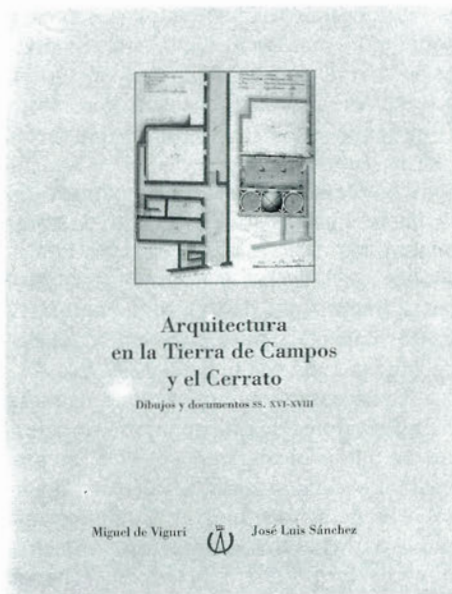 Arquitectura
en la Tierra de Campos
y el Cerrato
Dibujos y documentos SS. XVI-XVIII
Miguel de Viguri José Luis Sánchez